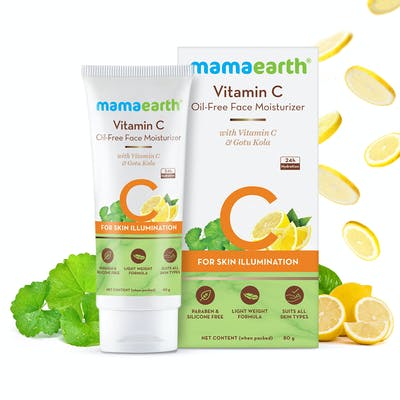 mamaearth®
Vitamin C
Oil-Free Face Moisturizer
with Vitamin C
& Gotu Kola
24h
Hydration
C
FOR SKIN ILLUMINATION
PARABEN &
SILICONE FREE
LIGHT WEIGHT
FORMULA
SUITS ALL
SKIN TYPES
NET CONTENT (when packed) 80 g
mamaearth®
Vitamin C
Oil-Free Face Moisturizer
with Vitamin C
& Gotu Kola
24h
Hydration
C
FOR SKIN ILLUMINATION
PARABEN &
SILICONE FREE
LIGHT WEIGHT
FORMULA
SUITS ALL
SKIN TYPES
NET CONTENT (when packed) 80 g